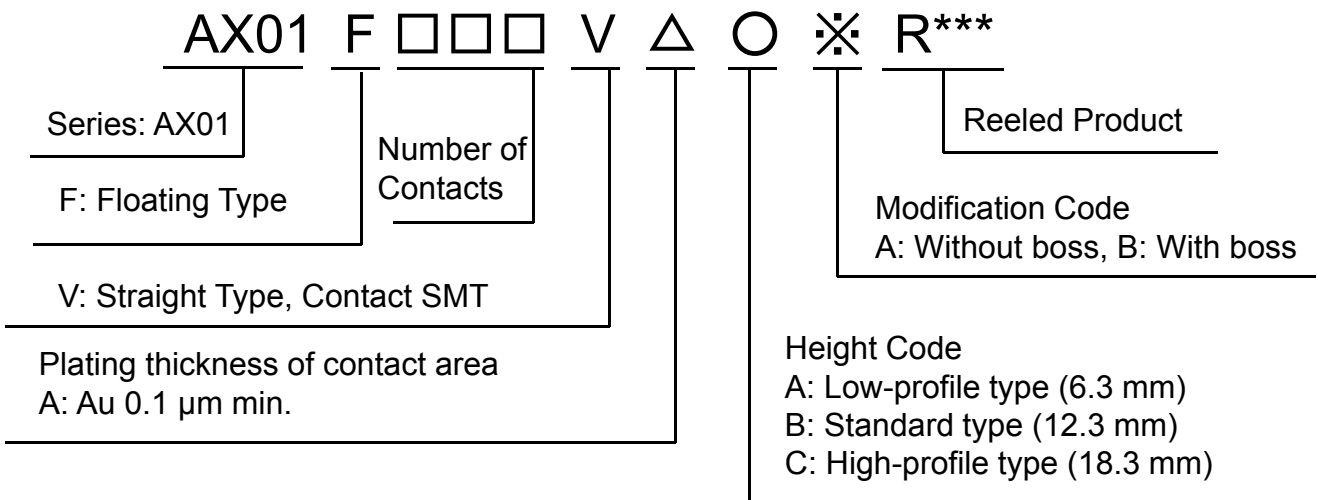 AX01 F □□□ V △ ○ ※ R***
Series: AX01
Reeled Product
Number of
Contacts
F: Floating Type
Modification Code
A: Without boss, B: With boss
V: Straight Type, Contact SMT
Plating thickness of contact area
A: Au 0.1 µm min.
Height Code
A: Low-profile type (6.3 mm)
B: Standard type (12.3 mm)
C: High-profile type (18.3 mm)